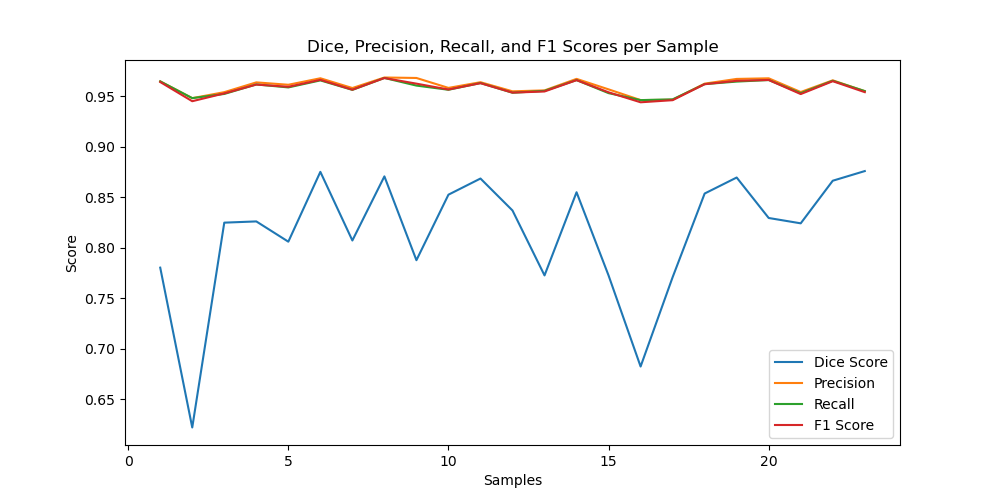 Dice, Precision, Recall, and F1 Scores per Sample
0.95
0.90
0.85
0.80
0.75
0.70
0.65
Score
0
5
10
15
20
Samples
Dice Score
Precision
Recall
F1 Score